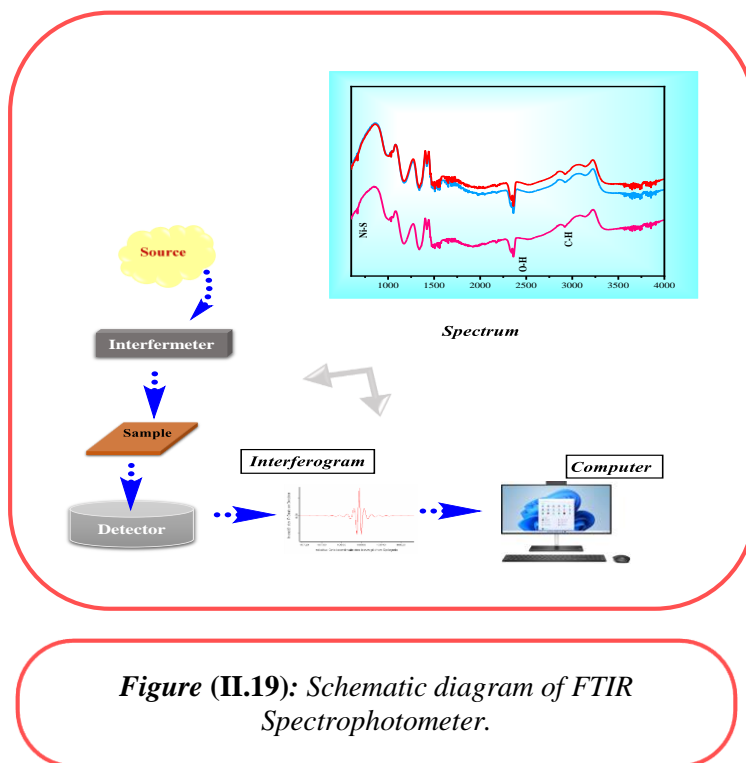 Ni-S
O-H
C-H
1000 1500 2000 2500 3000 3500 4000
Spectrum
Source
Interfermeter
Sample
Detector
Interferogram
Computer
Figure (II.19): Schematic diagram of FTIR
Spectrophotometer.